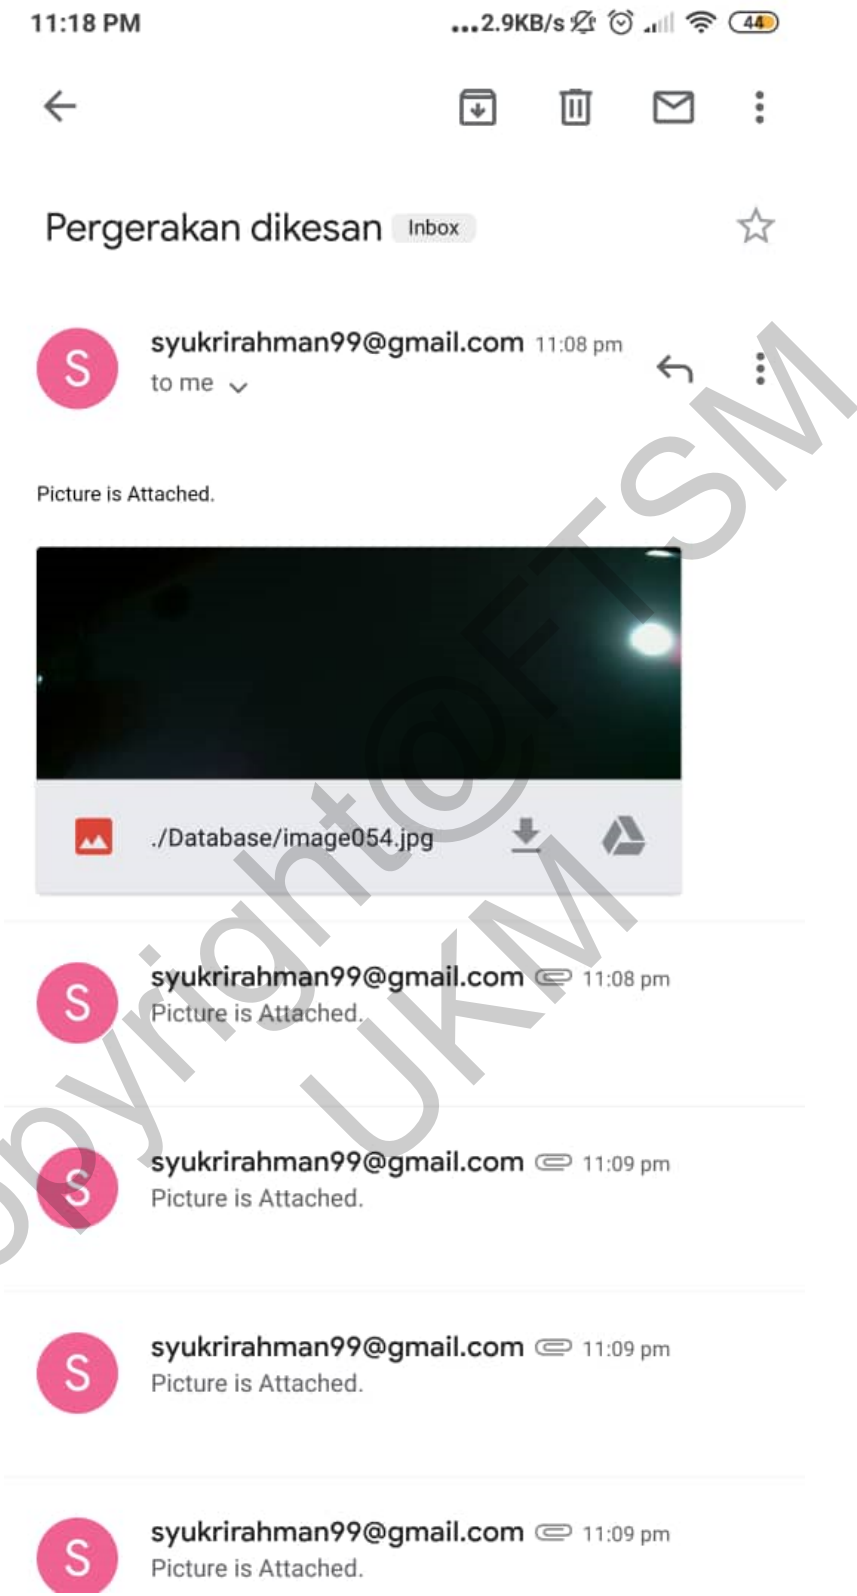 11:18 PM
...2.9KB/s
44
Pergerakan dikesan Inbox
S
syukrirahman99@gmail.com 11:08 pm
to me
Picture is Attached.
./Database/image054.jpg
S
syukrirahman99@gmail.com 11:08 pm
Picture is Attached.
S
syukrirahman99@gmail.com 11:09 pm
Picture is Attached.
S
syukrirahman99@gmail.com 11:09 pm
Picture is Attached.
S
syukrirahman99@gmail.com 11:09 pm
Picture is Attached.
opyright@FTSM
UKM